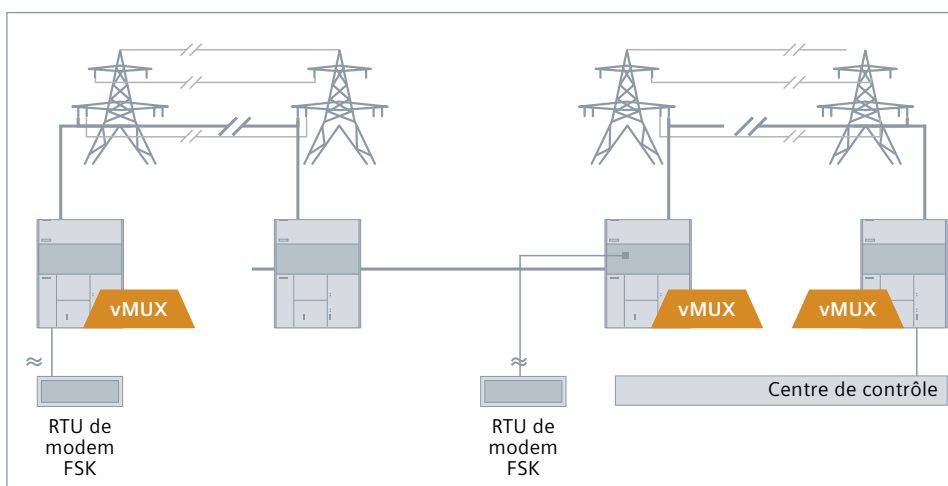 vMUX
vMUX
vMUX
Centre de contrôle
RTU de
modem
FSK
RTU de
modem
FSK